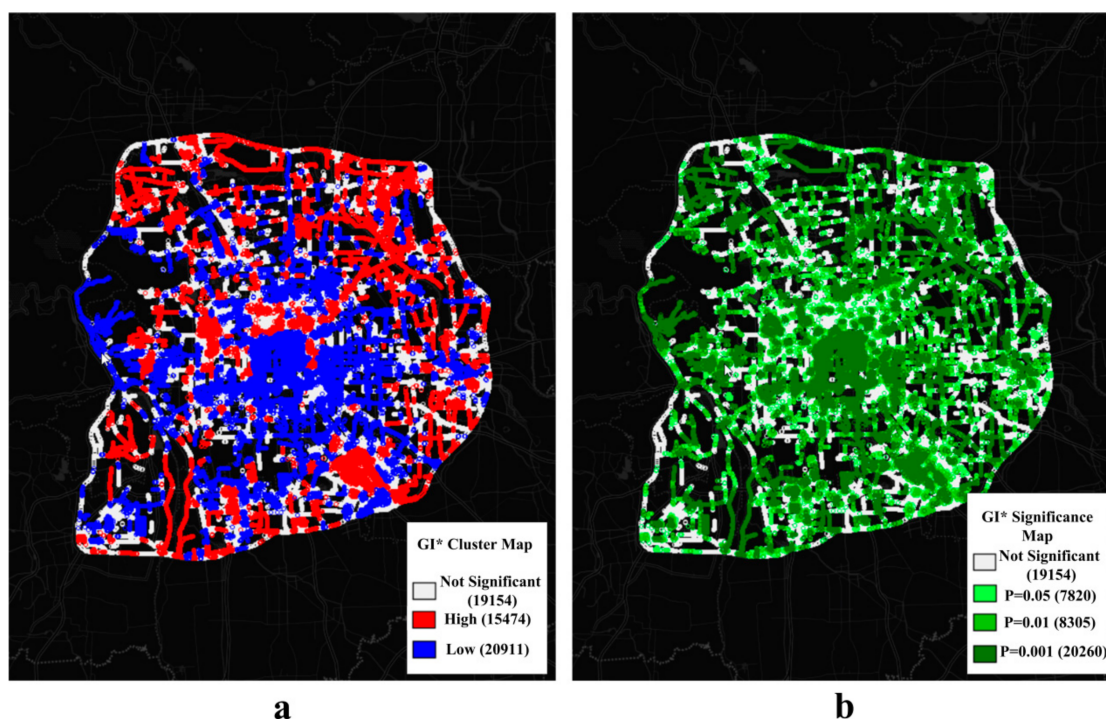 GI* Cluster Map
Not Significant
(19154)
High (15474)
Low (20911)
a
GI* Significance
Map
Not Significant
(19154)
P=0.05 (7820)
P=0.01 (8305)
P=0.001 (20260)
b